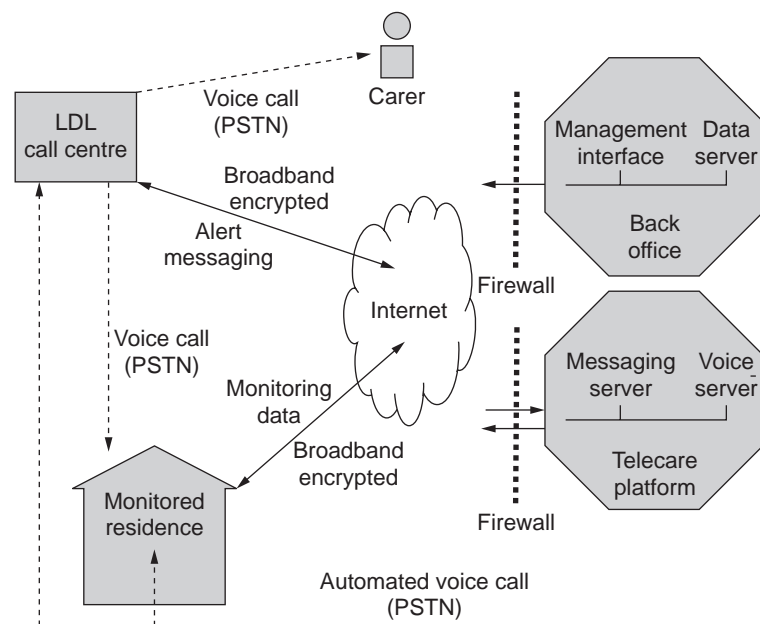 Carer
LDL
call centre
Voice call
(PSTN)
Management
interface
Data
server
Back
office
Broadband
encrypted
Alert
messaging
Firewall
Internet
Voice call
(PSTN)
Monitoring
data
Broadband
encrypted
Messaging
server
Voice
server
Telecare
platform
Firewall
Monitored
residence
Automated voice call
(PSTN)